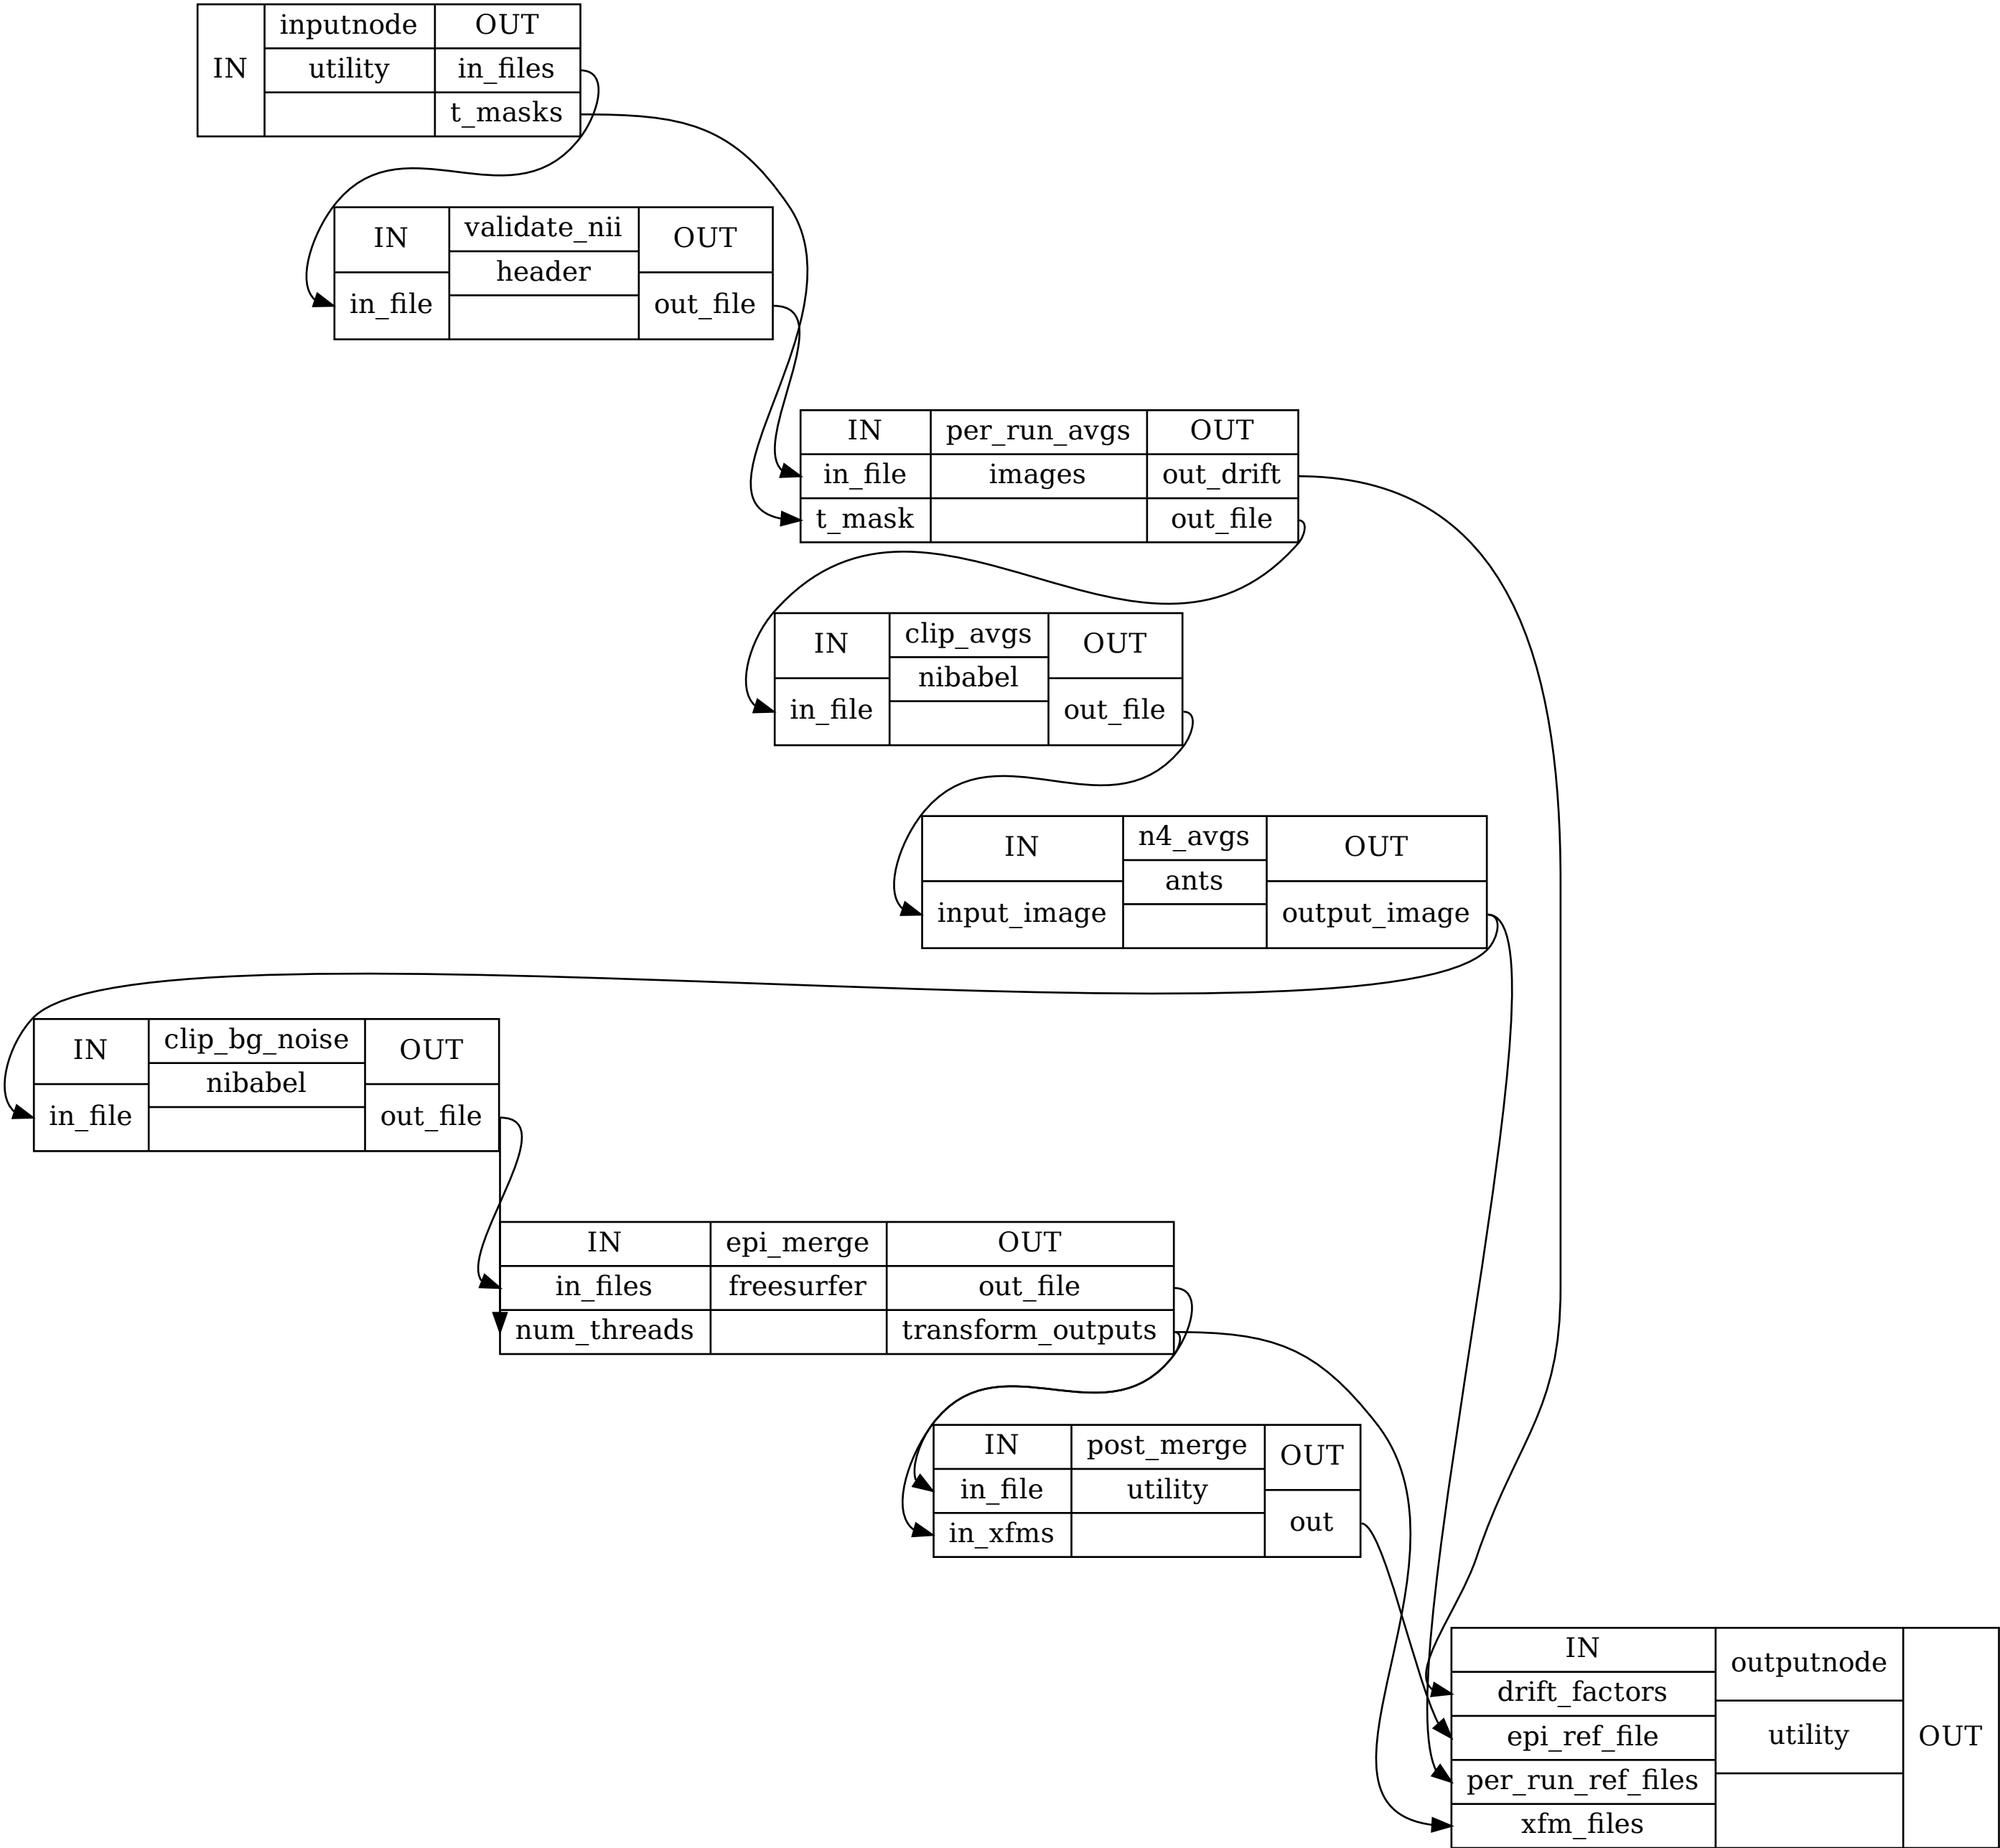 IN inputnode OUT
utility in_files
t_masks
IN validate_nii OUT
header
in_file out_file
IN per_run_avgs OUT
in_file images out_drift
t_mask out_file
IN clip_avgs OUT
nibabel
in_file out_file
IN n4_avgs OUT
ants
input_image output_image
IN clip_bg_noise OUT
nibabel
in_file out_file
IN epi_merge OUT
in_files freesurfer out_file
num_threads transform_outputs
IN post_merge OUT
in_file utility
in_xfms out
IN outputnode OUT
drift_factors
epi_ref_file utility
per_run_ref_files
xfm_files